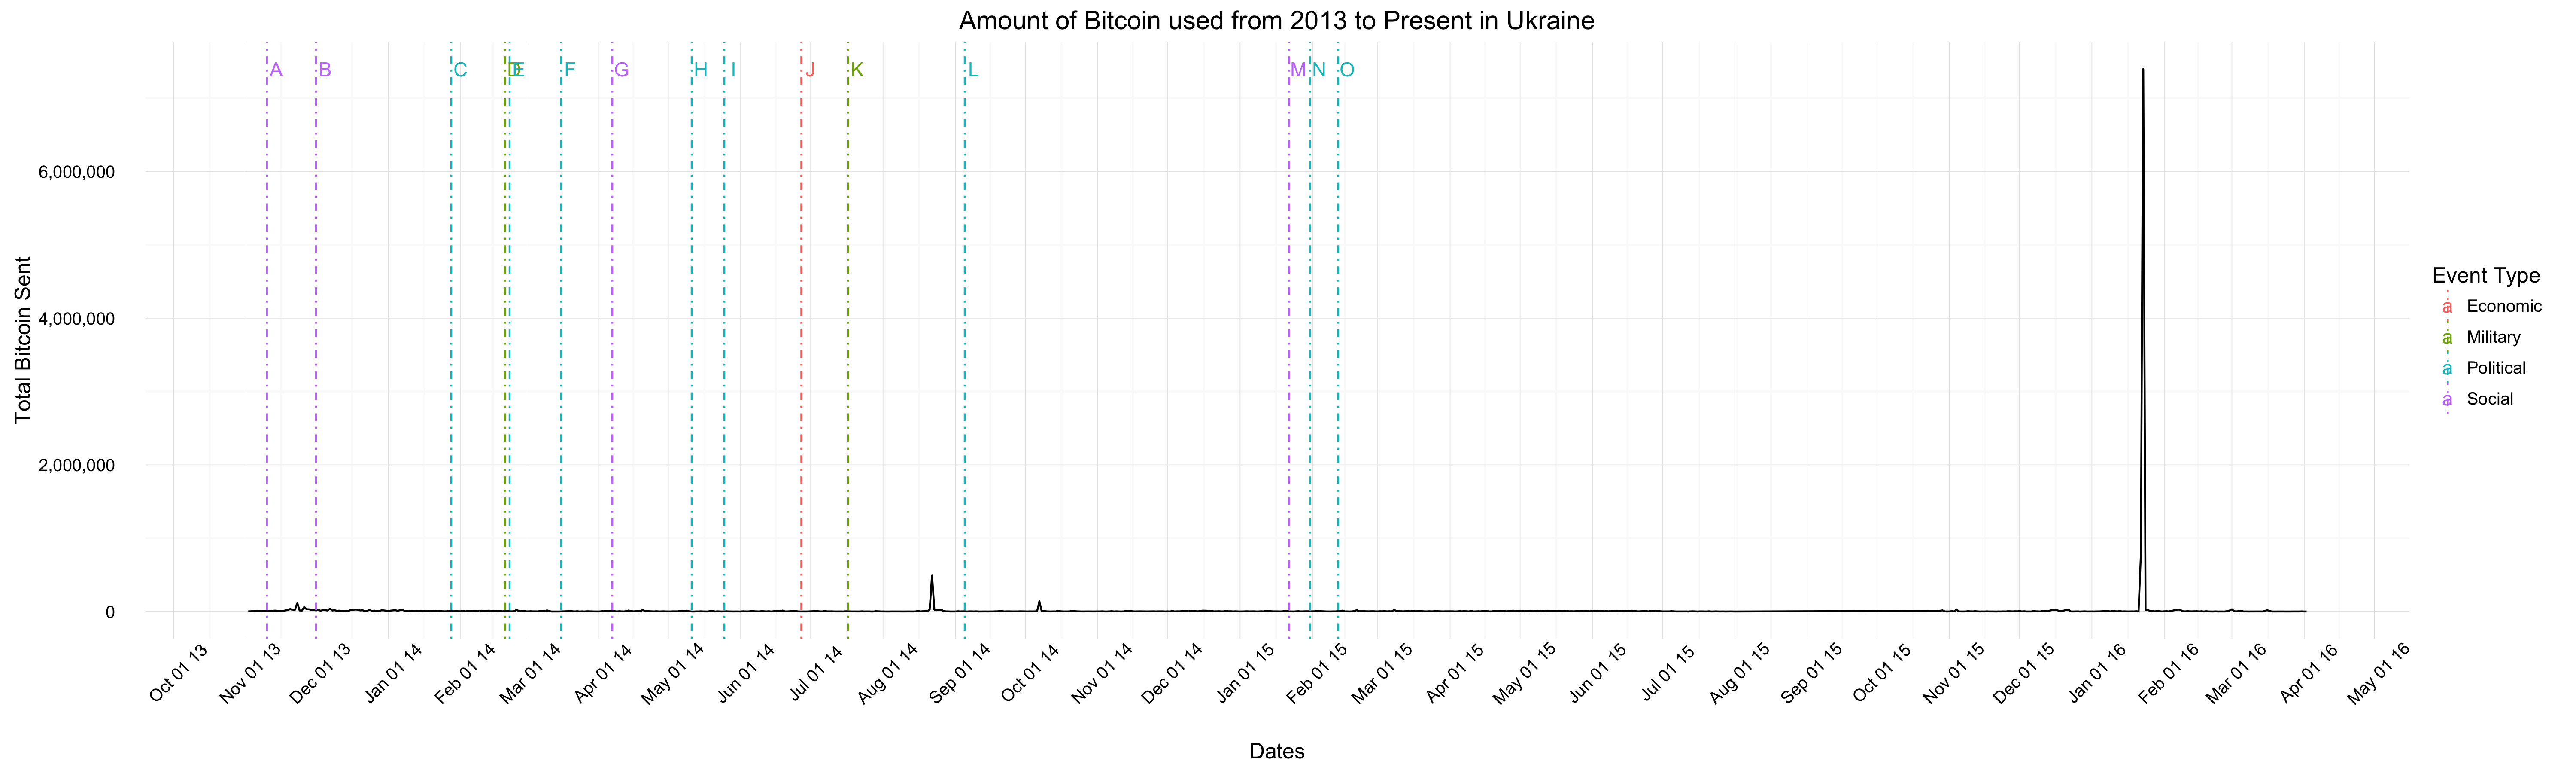 Amount of Bitcoin used from 2013 to Present in Ukraine
A B C D E F G H I J K L M N O
Total Bitcoin Sent
6,000,000
4,000,000
2,000,000
0
Oct 01 13
Nov 01 13
Dec 01 13
Jan 01 14
Feb 01 14
Mar 01 14
Apr 01 14
May 01 14
Jun 01 14
Jul 01 14
Aug 01 14
Sep 01 14
Oct 01 14
Nov 01 14
Dec 01 14
Jan 01 15
Feb 01 15
Mar 01 15
Apr 01 15
May 01 15
Jun 01 15
Jul 01 15
Aug 01 15
Sep 01 15
Oct 01 15
Nov 01 15
Dec 01 15
Jan 01 16
Feb 01 16
Mar 01 16
Apr 01 16
May 01 16
Dates
Event Type
a Economic
a Military
a Political
a Social